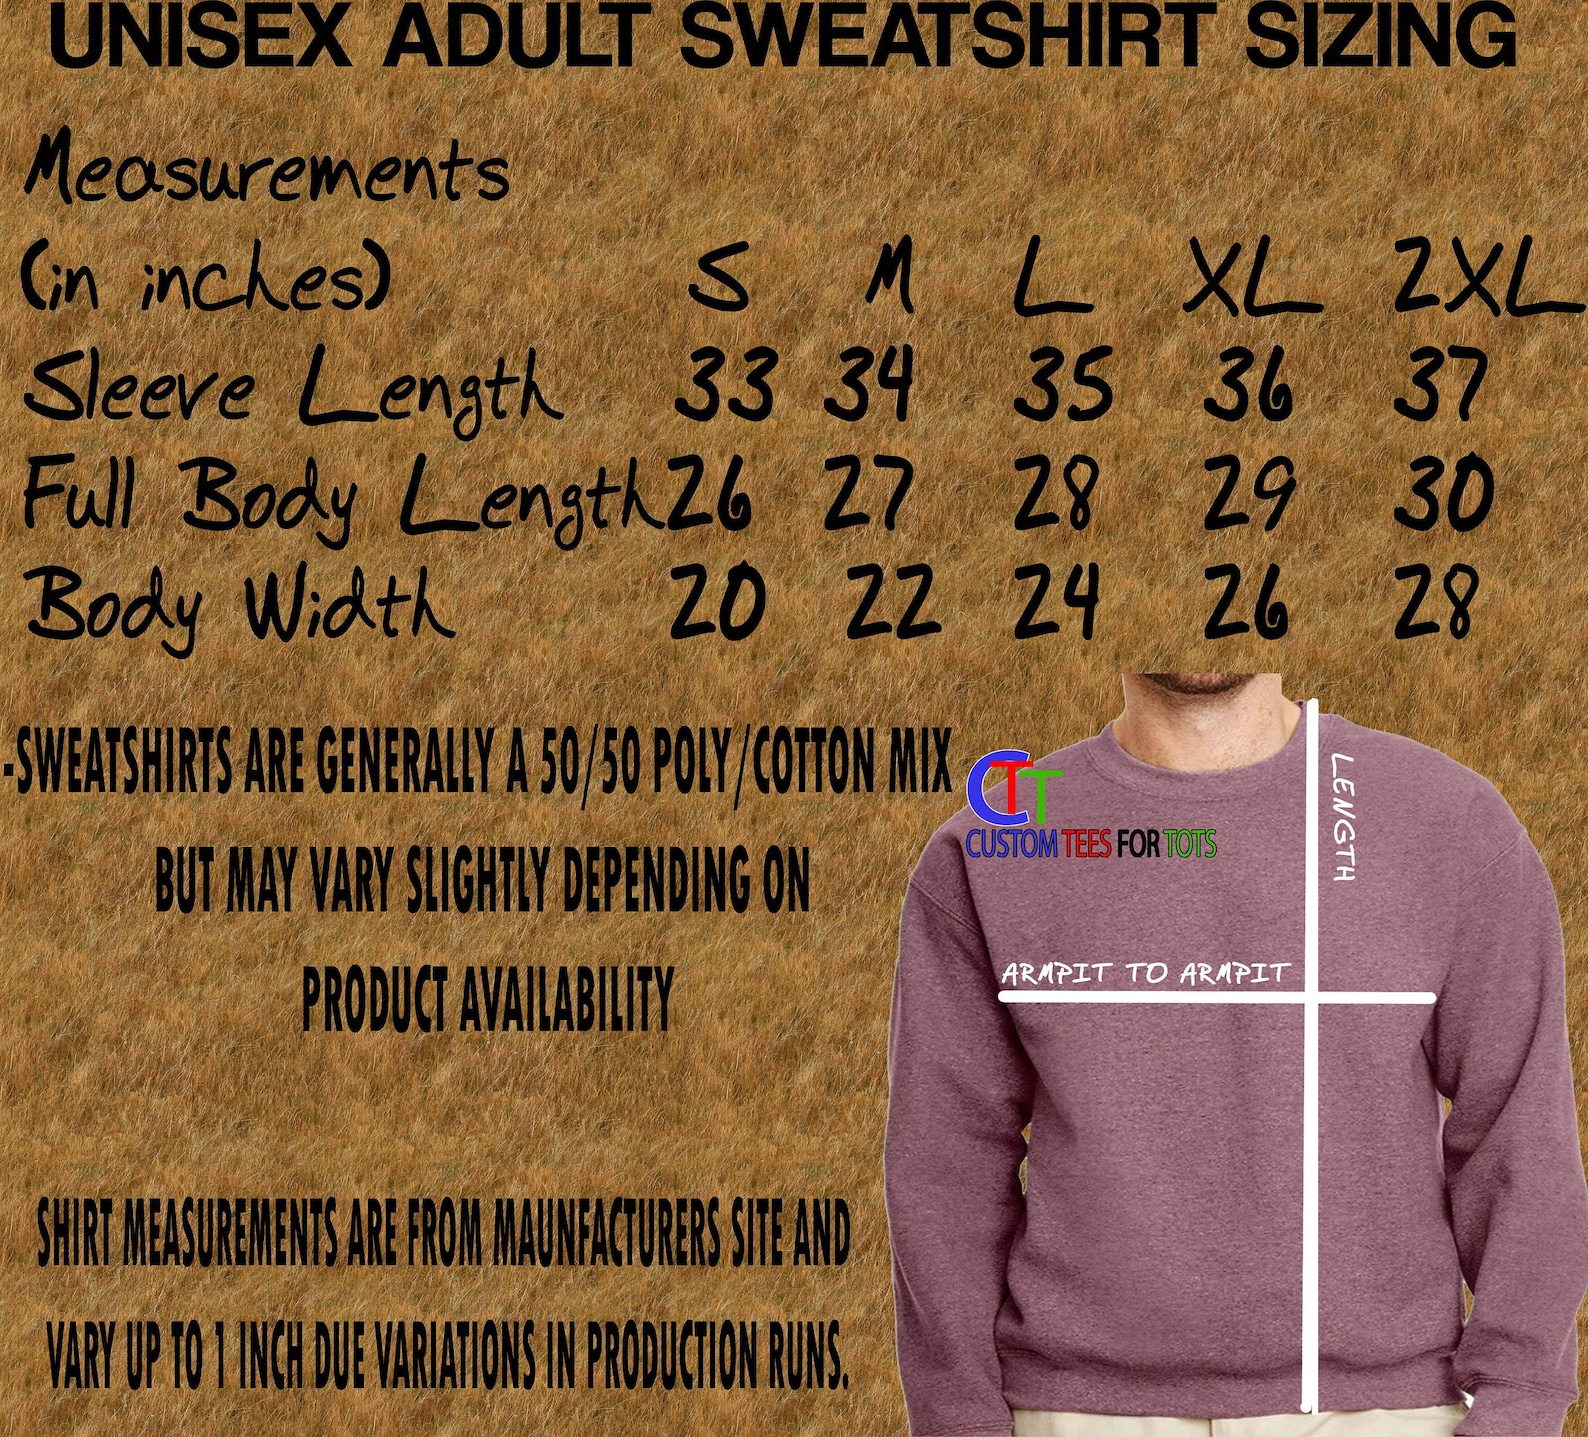 UNISEX ADULT SWEATSHIRT SIZING
Measurements
(in inches) S M L XL 2XL
Sleeve Length 33 34 35 36 37
Full Body Length 26 27 28 29 30
Body Width 20 22 24 26 28
-SWEATSHIRTS ARE GENERALLY A 50/50 POLY/COTTON MIX
BUT MAY VARY SLIGHTLY DEPENDING ON
PRODUCT AVAILABILITY
SHIRT MEASUREMENTS ARE FROM MAUNFACTURERS SITE AND
VARY UP TO 1 INCH DUE VARIATIONS IN PRODUCTION RUNS.
CTT
CUSTOM TEES FOR TOTS
LENGTH
ARMPIT TO ARMPIT